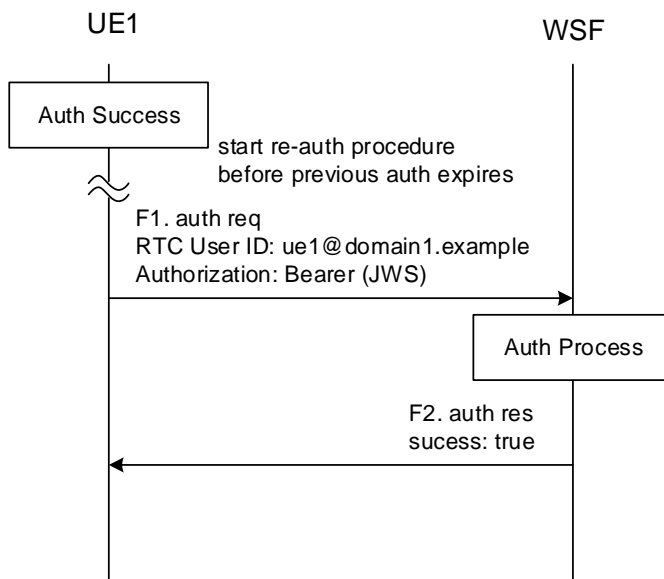 UE1
WSF
Auth Success
start re-auth procedure
before previous auth expires
F1. auth req
RTC User ID: ue1@domain1.example
Authorization: Bearer (JWS)
Auth Process
F2. auth res
sucess: true